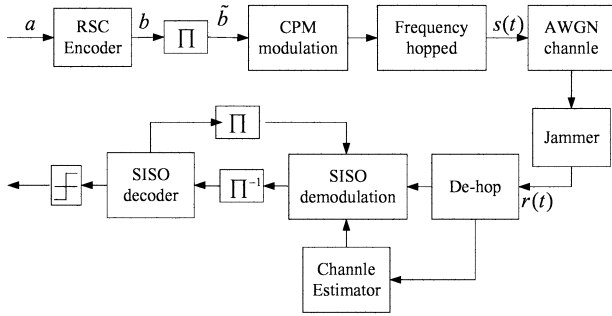 a
RSC
Encoder
b
∏
b̃
CPM
modulation
Frequency
hopped
s(t)
AWGN
channle
Jammer
r(t)
De-hop
SISO
demodulation
∏
∏⁻¹
SISO
decoder
Channle
Estimator